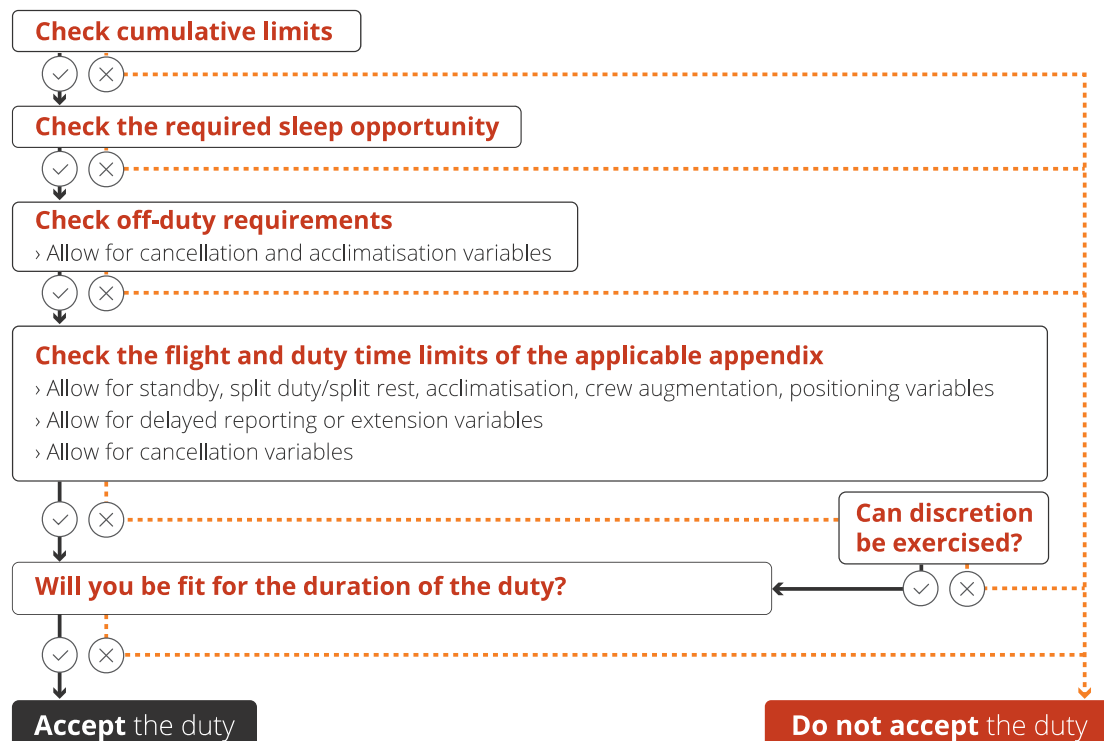 Check cumulative limits
Check the required sleep opportunity
Check off-duty requirements
› Allow for cancellation and acclimatisation variables
Check the flight and duty time limits of the applicable appendix
› Allow for standby, split duty/split rest, acclimatisation, crew augmentation, positioning variables
› Allow for delayed reporting or extension variables
› Allow for cancellation variables
Can discretion
be exercised?
Will you be fit for the duration of the duty?
Accept the duty
Do not accept the duty